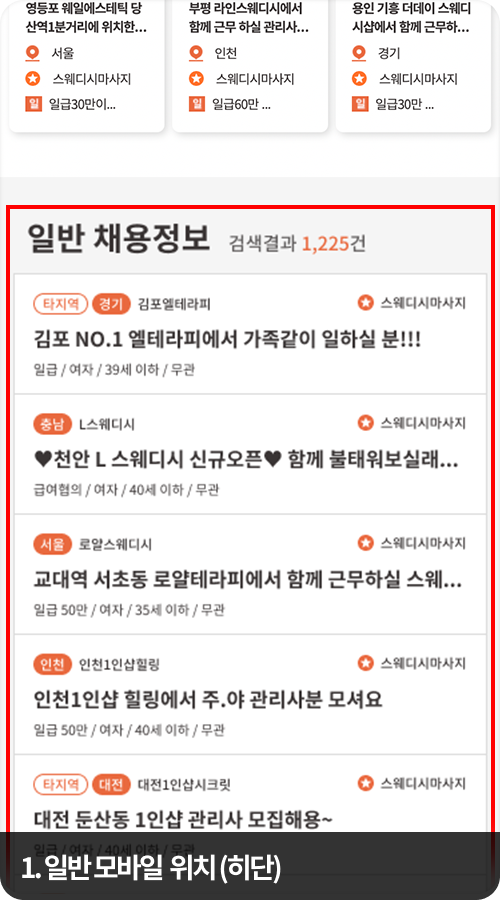 영등포 웨일에스테틱 당
산역1분거리에 위치한...
서울
스웨디시마사지
일 일급30만이...
부평 라인스웨디시에서
함께 근무 하실 관리사...
인천
스웨디시마사지
일 일급60만 ...
용인 기흥 더데이 스웨디
시샵에서 함께 근무하...
경기
스웨디시마사지
일 일급30만 ...
일반 채용정보 검색결과 1,225건
타지역 경기 김포엘테라피 스웨디시마사지
김포 NO.1 엘테라피에서 가족같이 일하실 분!!!
일급 / 여자 / 39세 이하 / 무관
충남 L스웨디시 스웨디시마사지
♥천안 L 스웨디시 신규오픈♥ 함께 불태워보실래...
급여협의 / 여자 / 40세 이하 / 무관
서울 로얄스웨디시 스웨디시마사지
교대역 서초동 로얄테라피에서 함께 근무하실 스웨...
일급 50만 / 여자 / 35세 이하 / 무관
인천 인천1인샵힐링 스웨디시마사지
인천1인샵 힐링에서 주.야 관리사분 모셔요
일급 50만 / 여자 / 40세 이하 / 무관
타지역 대전 대전1인샵시크릿 스웨디시마사지
대전 둔산동 1인샵 관리사 모집해용~
일급 / 여자 / 40세 이하 / 무관
1. 일반 모바일 위치 (히단)